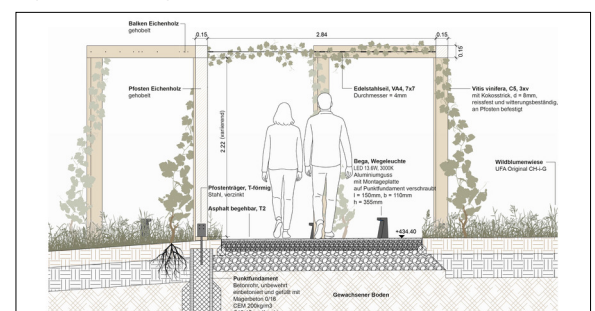 Balken Eichenholz
gehobelt
0.15
2.84
0.15
0.15
Pfosten Eichenholz
gehobelt
Edelstahlseil, VA4, 7x7
Durchmesser = 4mm
Vitis vinifera, C5, 3xv
mit Kokosstrick, d = 8mm,
reissfest und witterungsbeständig,
an Pfosten befestigt
2.22 (variierend)
Bega, Wegeleuchte
LED 13.6W, 3000K
Aluminiumguss
mit Montageplatte
auf Punktfundament verschraubt
l = 150mm, b = 110mm
h = 355mm
Wildblumenwiese
UFA-Original CH-i-G
Pfostenträger, T-förmig
Stahl, verzinkt
Asphalt begehbar, T2
+434.40
Punktfundament
Betonrohr, unbewehrt
einbetoniert und gefüllt mit
Magerbeton 0/16
CEM 200kg/m3
Gewachsener Boden